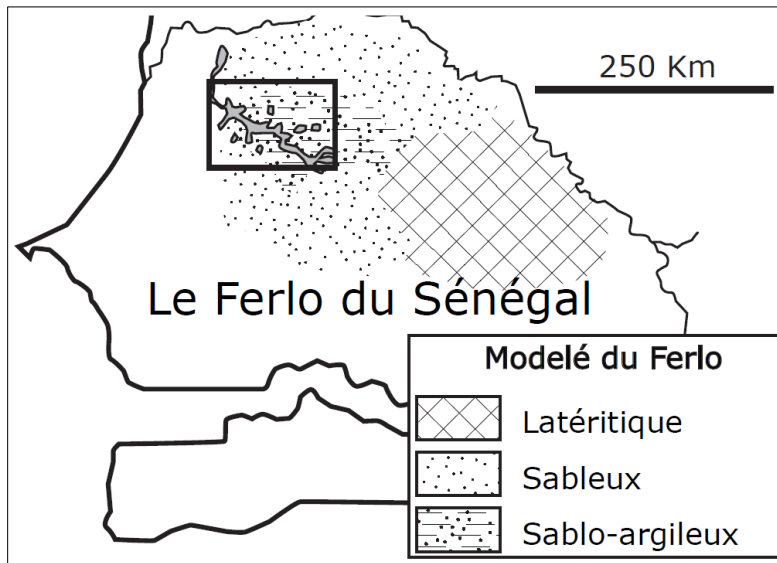 250 Km
Le Ferlo du Sénégal
Modelé du Ferlo
Latéritique
Sableux
Sablo-argileux